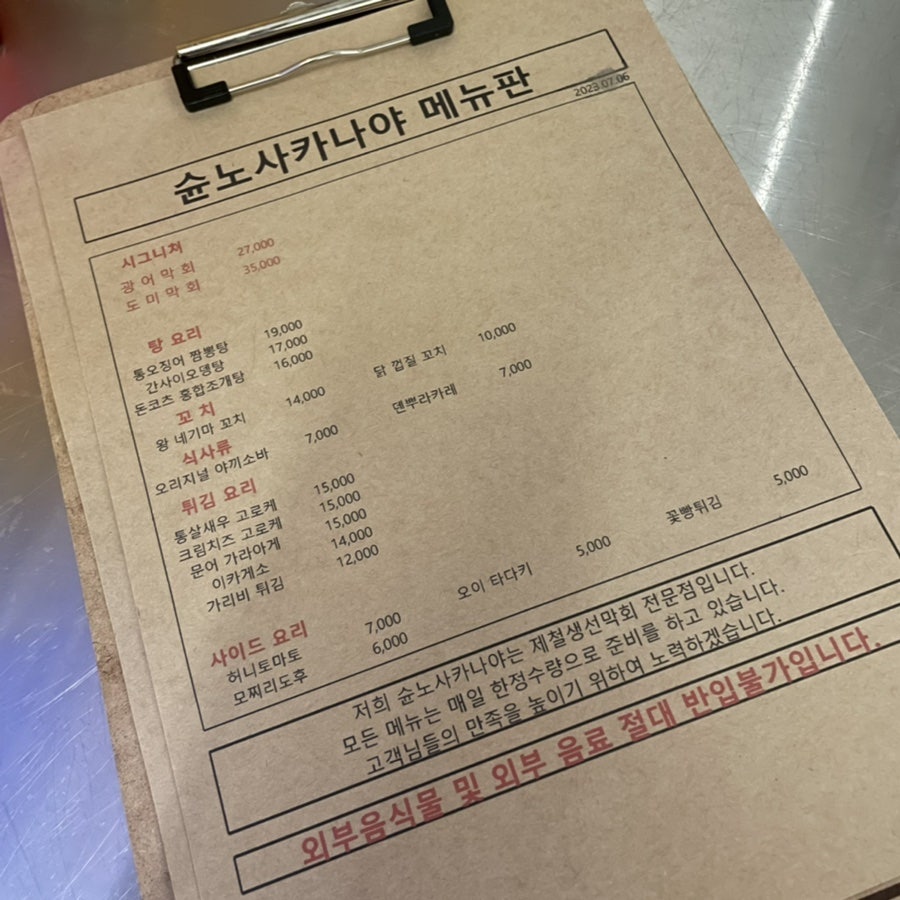 슌노사카나야 메뉴판
2023.07.06
시그니쳐
광 어 막 회 27,000
도 미 막 회 35,000
탕 요리
통오징어 짬뽕탕 19,000
간사이오뎅탕 17,000
돈코츠 홍합조개탕 16,000
꼬 치
왕 네기마 꼬치 14,000 닭 껍질 꼬치 10,000
식사류
오리지널 야끼소바 7,000 덴뿌라카레 7,000
튀김 요리
통살새우 고로케 15,000
크림치즈 고로케 15,000
문어 가라아게 15,000
이카게소 14,000
가리비 튀김 12,000
사이드 요리
허니토마토 7,000 오이 타다키 5,000 꽃빵튀김 5,000
모찌리도후 6,000
저희 슌노사카나야는 제철생선막회 전문점입니다.
모든 메뉴는 매일 한정수량으로 준비를 하고 있습니다.
고객님들의 만족을 높이기 위하여 노력하겠습니다.
외부음식물 및 외부 음료 절대 반입불가입니다.